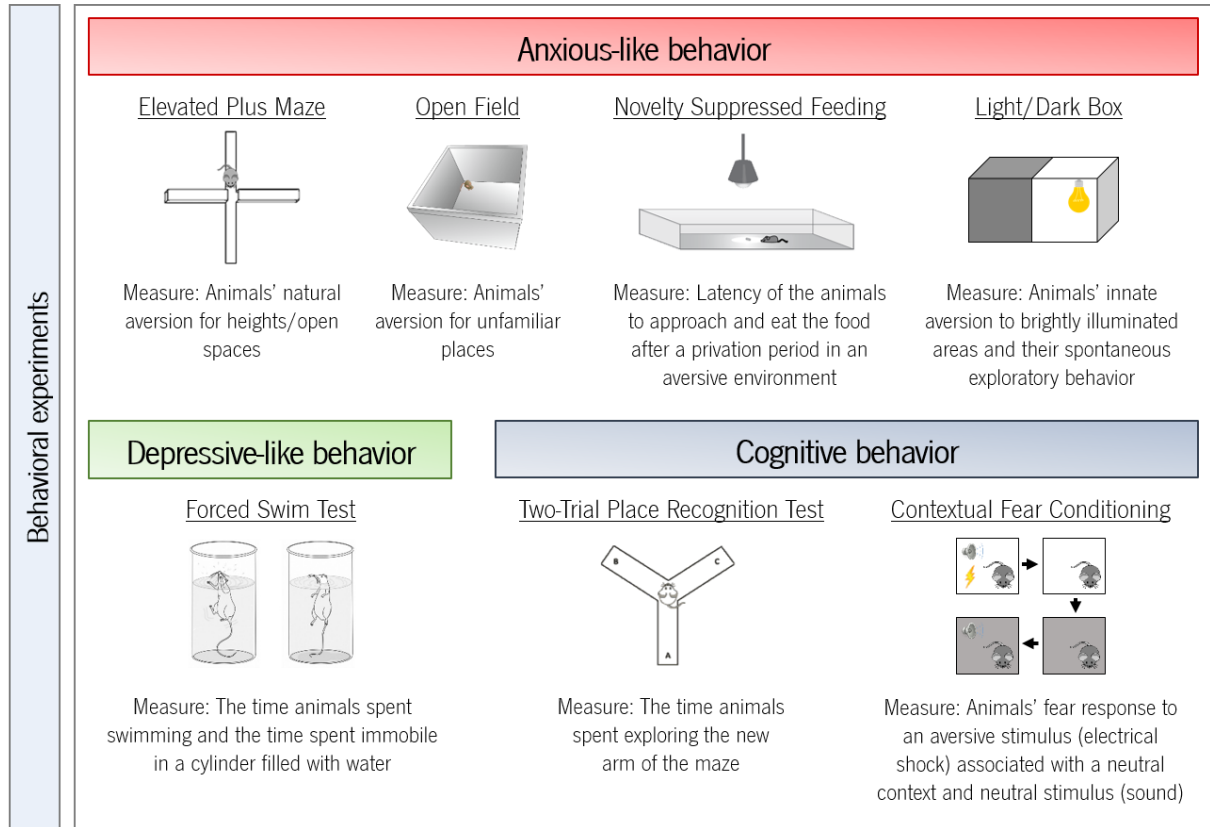 Behavioral experiments
Anxious-like behavior
Elevated Plus Maze
Measure: Animals' natural
aversion for heights/open
spaces
Open Field
Measure: Animals'
aversion for unfamiliar
places
Novelty Suppressed Feeding
Measure: Latency of the animals
to approach and eat the food
after a privation period in an
aversive environment
Light/Dark Box
Measure: Animals' innate
aversion to brightly illuminated
areas and their spontaneous
exploratory behavior
Depressive-like behavior
Forced Swim Test
Measure: The time animals spent
swimming and the time spent immobile
in a cylinder filled with water
Cognitive behavior
Two-Trial Place Recognition Test
B
C
A
Measure: The time animals
spent exploring the new
arm of the maze
Contextual Fear Conditioning
Measure: Animals' fear response to
an aversive stimulus (electrical
shock) associated with a neutral
context and neutral stimulus (sound)